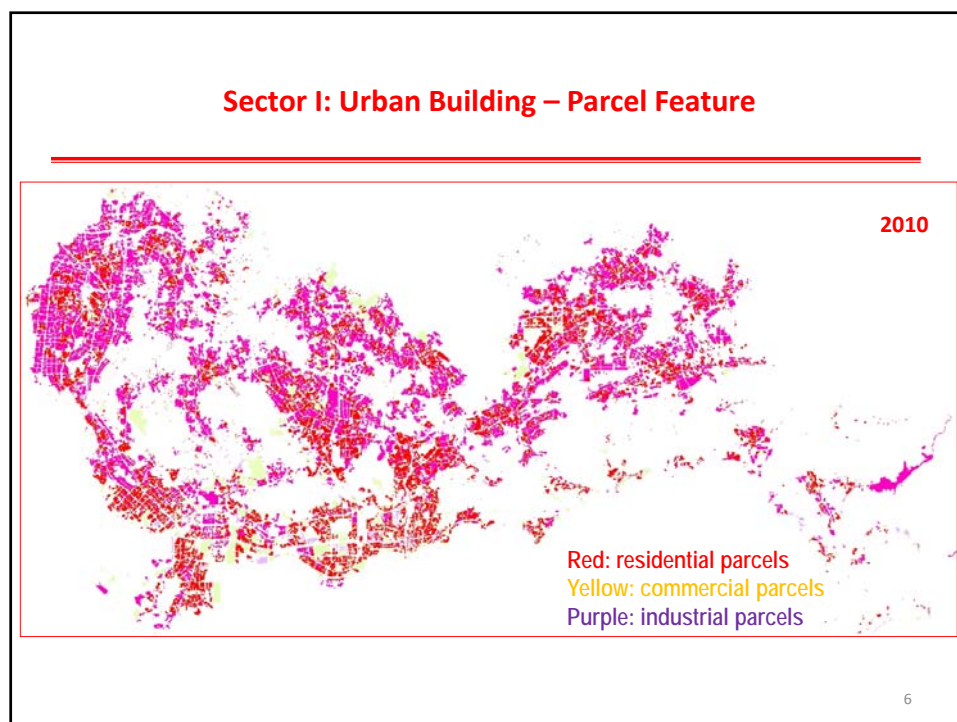 Sector I: Urban Building – Parcel Feature
2010
Red: residential parcels
Yellow: commercial parcels
Purple: industrial parcels
6